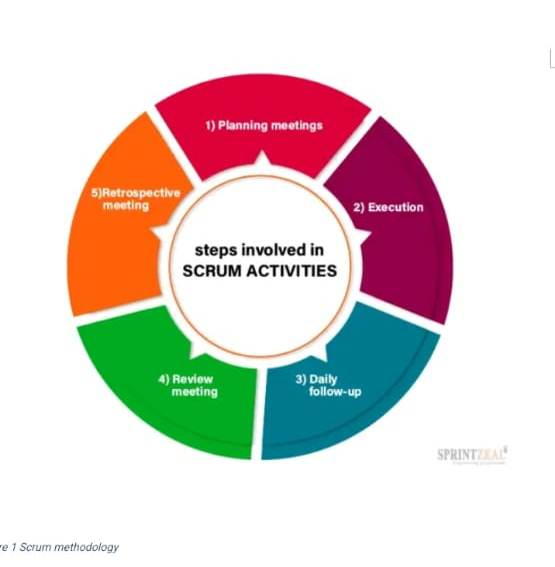 1) Planning meetings
5)Retrospective
meeting
2) Execution
steps involved in
SCRUM ACTIVITIES
4) Review
meeting
3) Daily
follow-up
SPRINTZEAL
re 1 Scrum methodology